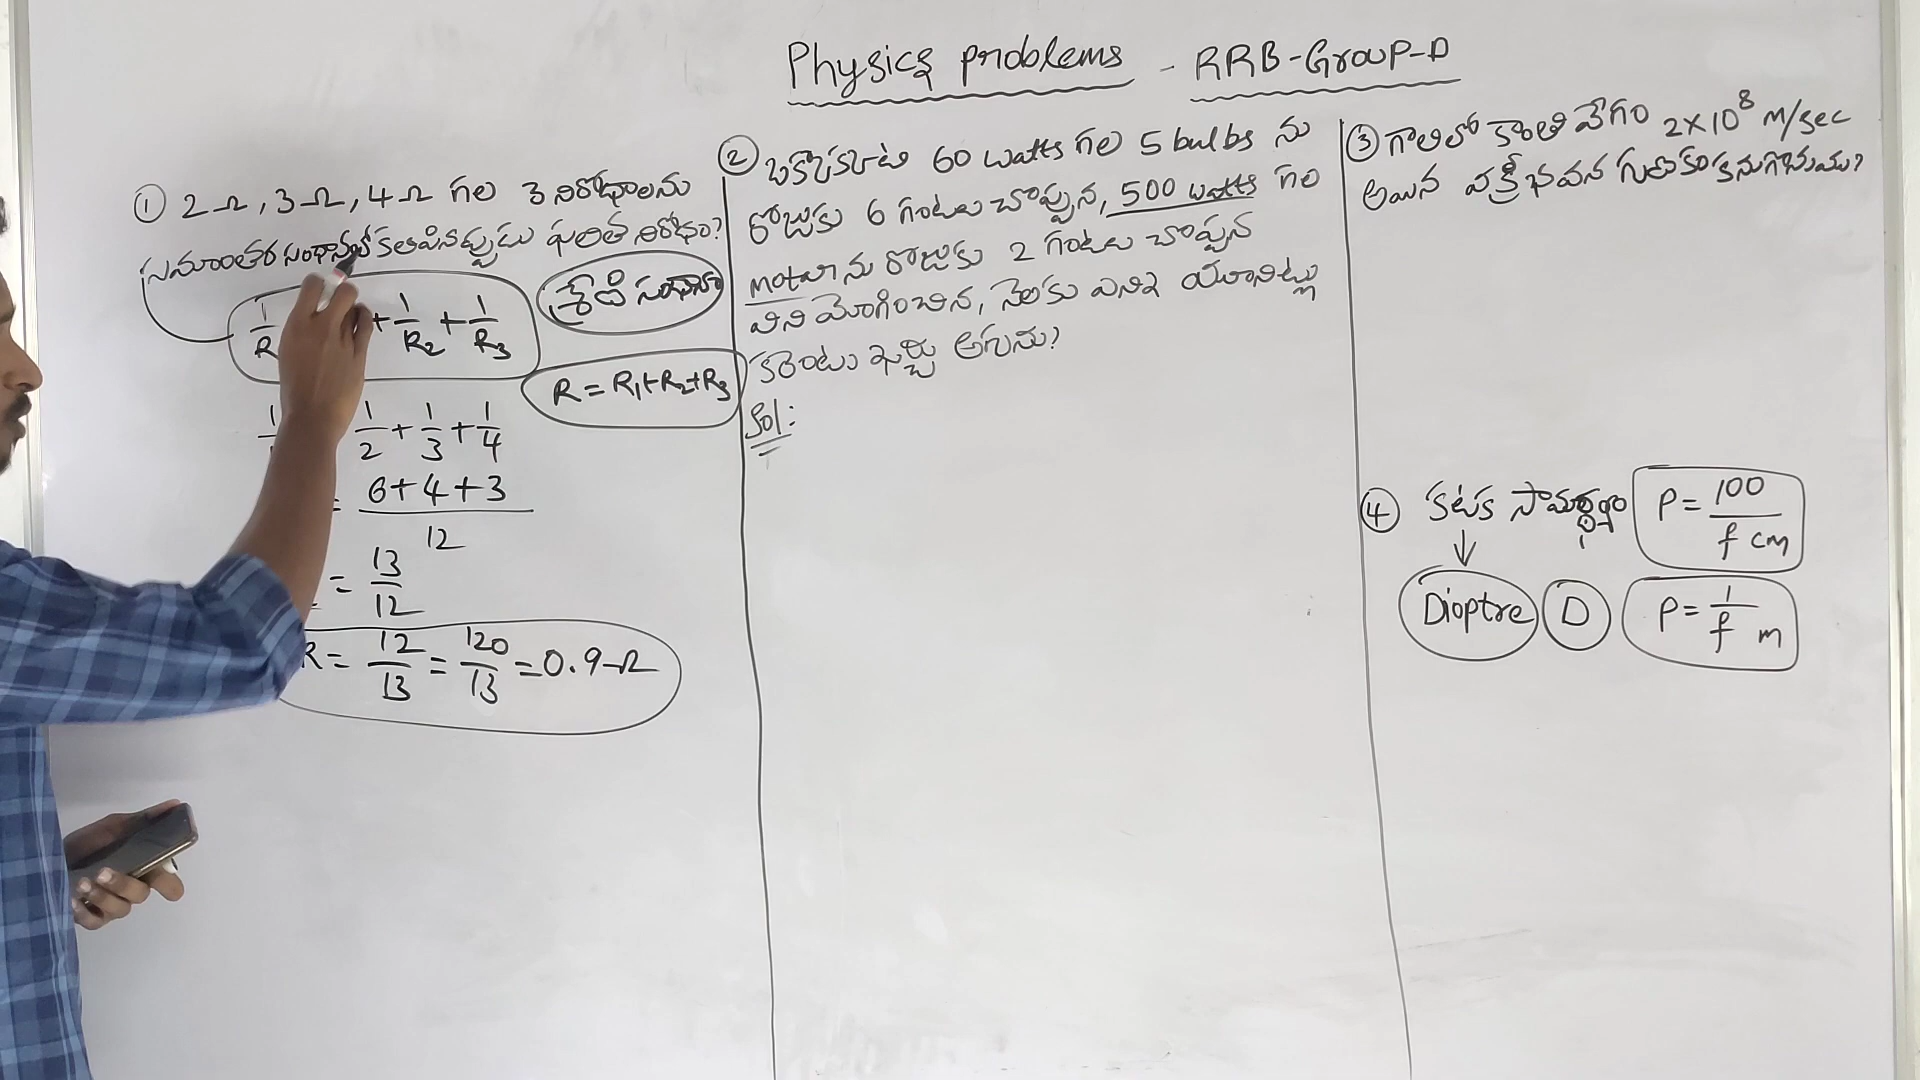 Physics problems - RRB-GrouP-D
① 2Ω, 3Ω, 4Ω గల 3 నిరోధాలను
సమాంతర సంధానంలో కలిపినప్పుడు ఫలిత నిరోధం?
శ్రేణి సంధానం
1/R + 1/R2 + 1/R3
R = R1+R2+R3
1/2 + 1/3 + 1/4
= 6+4+3/12
= 13/12
R = 12/13 = 120/13 = 0.9Ω
② ఒక్కొక్కటి 60 watts గల 5 bulbs ను
రోజుకు 6 గంటలు చొప్పున, 500 watts గల
motor ను రోజుకు 2 గంటలు చొప్పున
వినియోగించిన, నెలకు ఎన్ని యూనిట్లు
కరెంటు ఖర్చు అగును?
Sol:
③ గాలిలో కాంతి వేగం 2×10⁸ M/sec
అయిన వక్రీభవన గుణకం కనుగొనుము?
④ కటక సామర్థ్యం P = 100/f cm
Dioptre D P = 1/f m